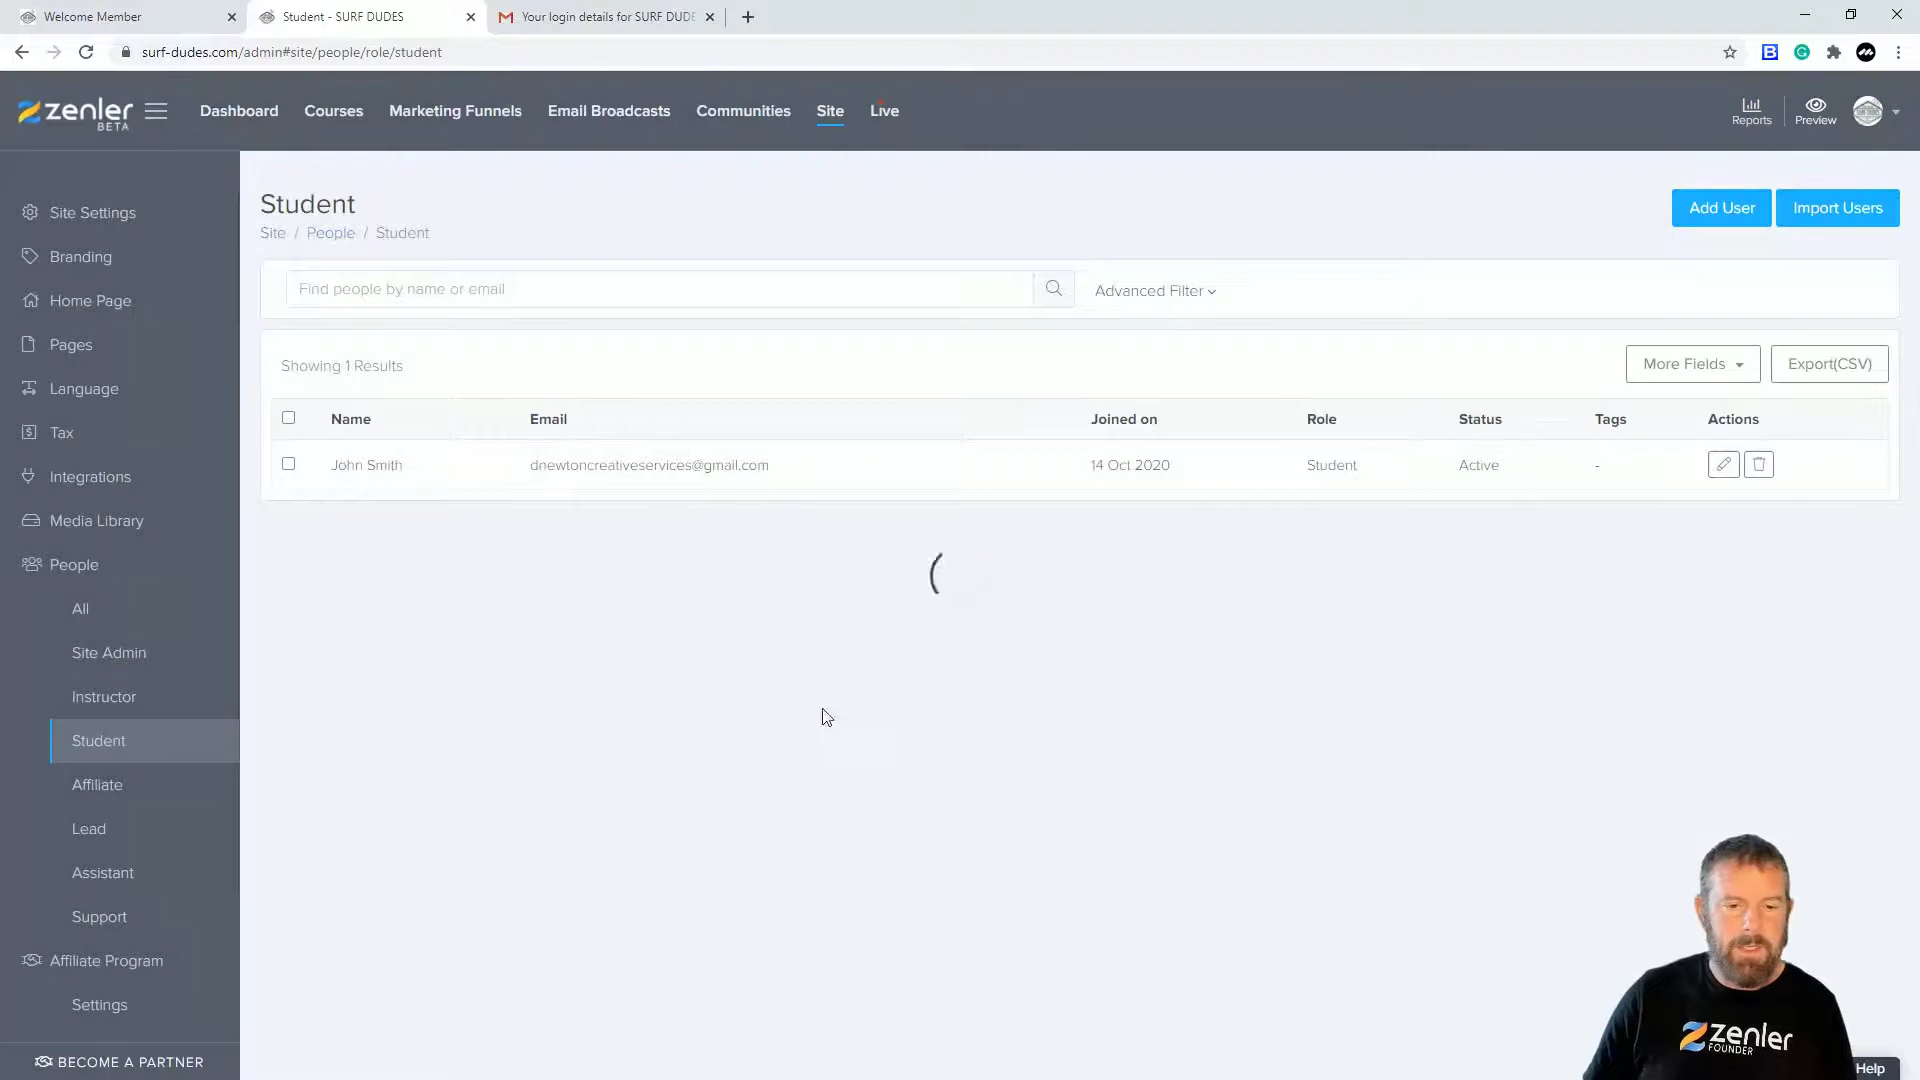 Welcome Member
Student - SURF DUDES
Your login details for SURF DUDE
surf-dudes.com/admin#site/people/role/student
zenler
BETA
Dashboard
Courses
Marketing Funnels
Email Broadcasts
Communities
Site
Live
Reports
Preview
Site Settings
Branding
Home Page
Pages
Language
Tax
Integrations
Media Library
People
All
Site Admin
Instructor
Student
Affiliate
Lead
Assistant
Support
Affiliate Program
Settings
BECOME A PARTNER
Student
Site / People / Student
Add User
Import Users
Find people by name or email
Advanced Filter
Showing 1 Results
More Fields
Export(CSV)
Name Email Joined on Role Status Tags Actions
John Smith dnewtoncreativeservices@gmail.com 14 Oct 2020 Student Active -
zenler
FOUNDER
Help